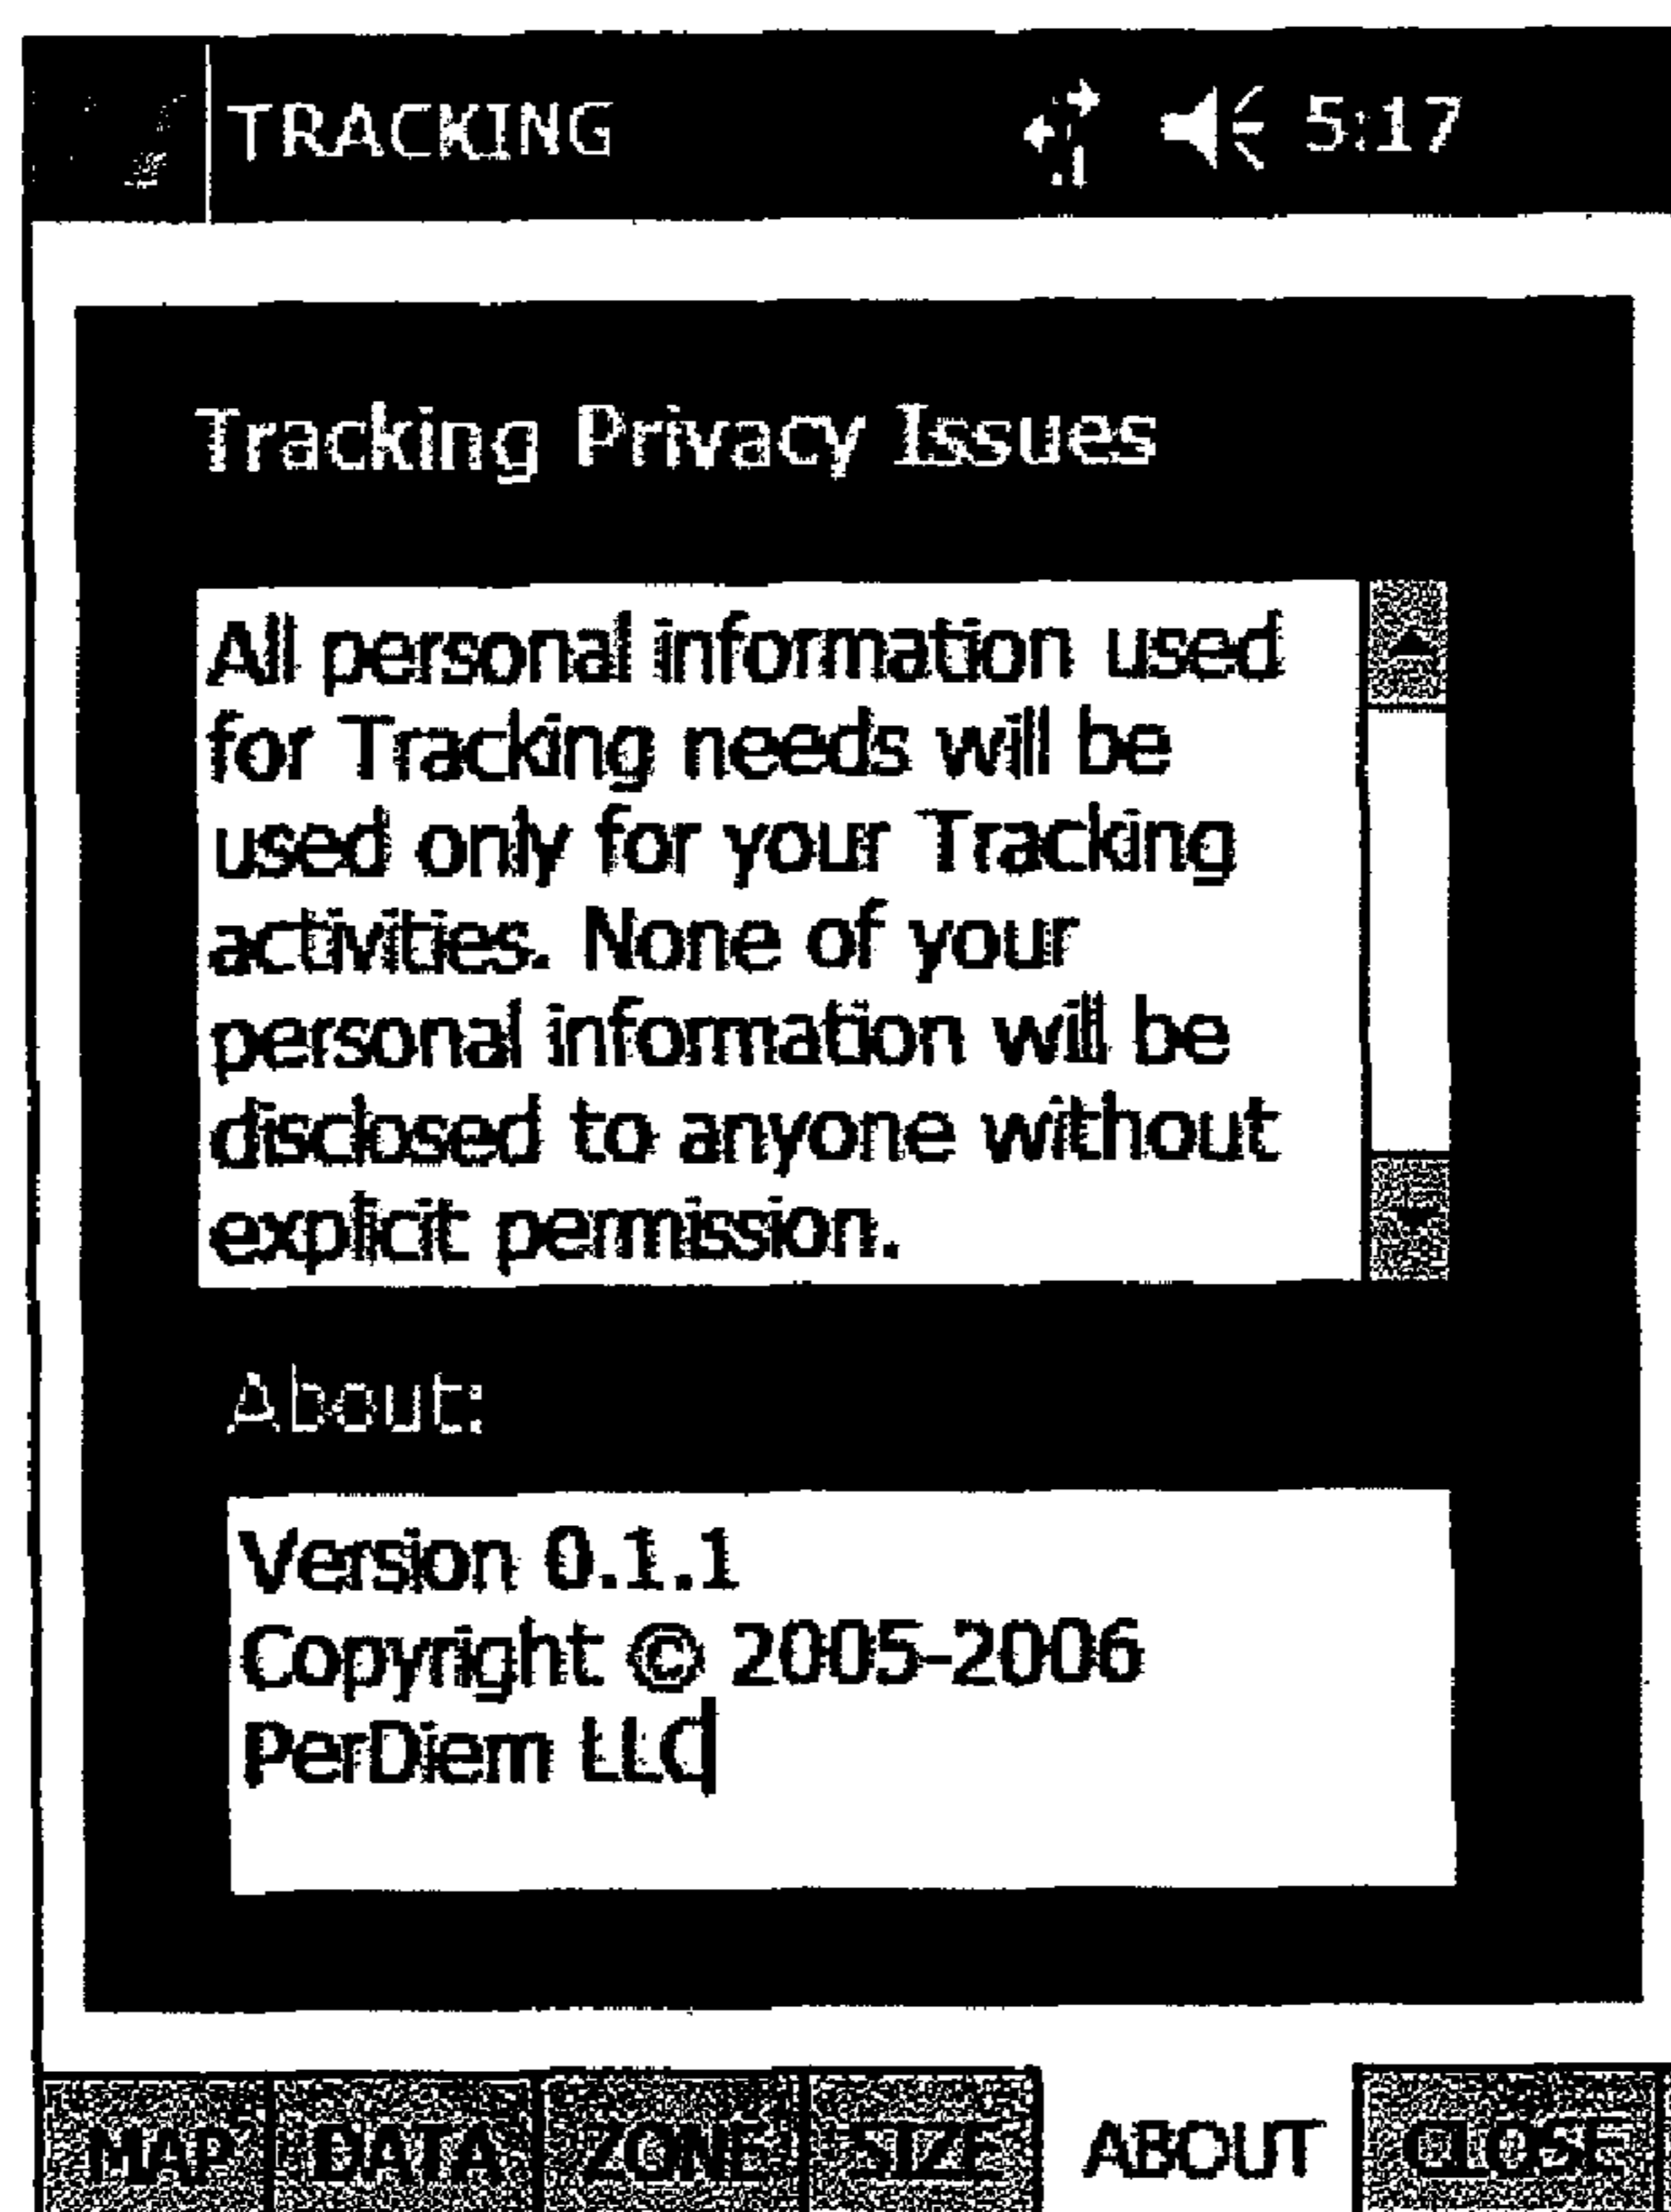 TRACKING 5:17
Tracking Privacy Issues
All personal information used
for Tracking needs will be
used only for your Tracking
activities. None of your
personal information will be
disclosed to anyone without
explicit permission.
About:
Version 0.1.1
Copyright © 2005-2006
PerDiem LLC
MAP DATA ZONE SIZE ABOUT CLOSE